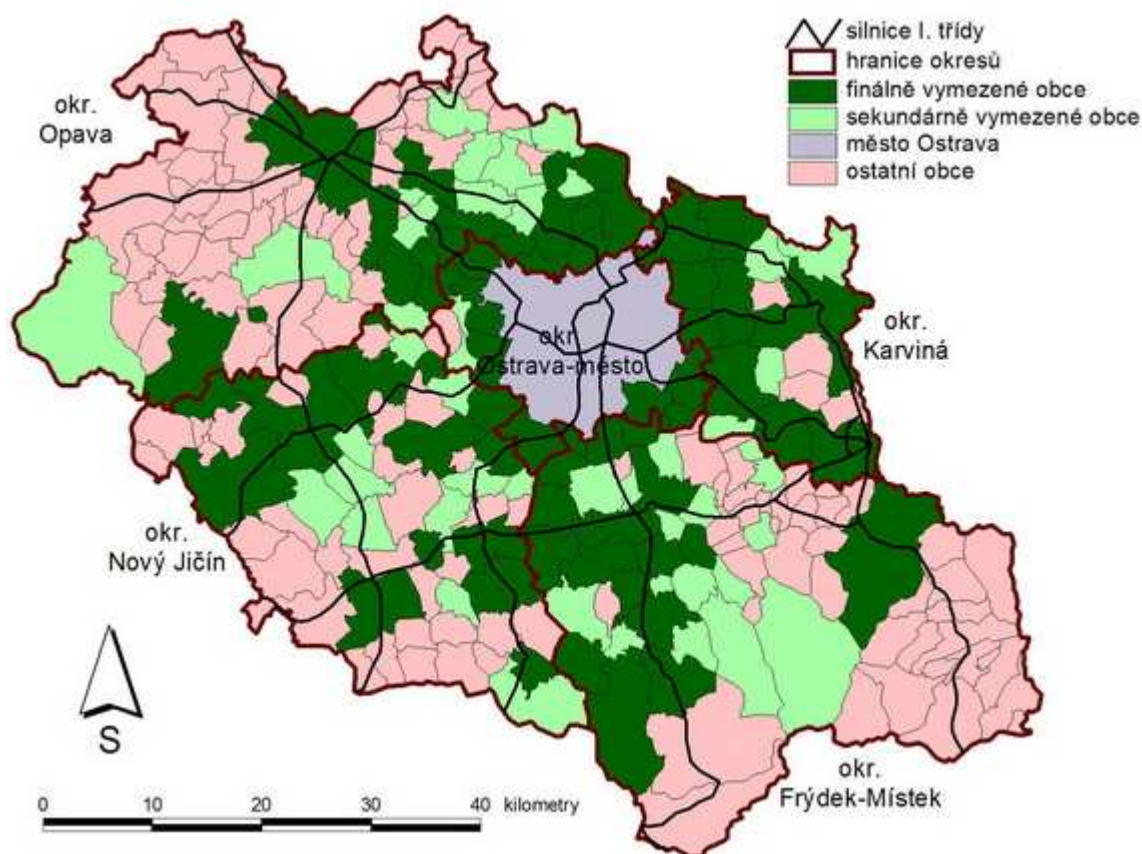 silnice I. třídy
hranice okresů
finálně vymezené obce
sekundárně vymezené obce
město Ostrava
ostatní obce
okr.
Opava
okr.
Karviná
okr.
Ostrava-město
okr.
Nový Jičín
okr.
Frýdek-Místek
S
0 10 20 30 40 kilometry